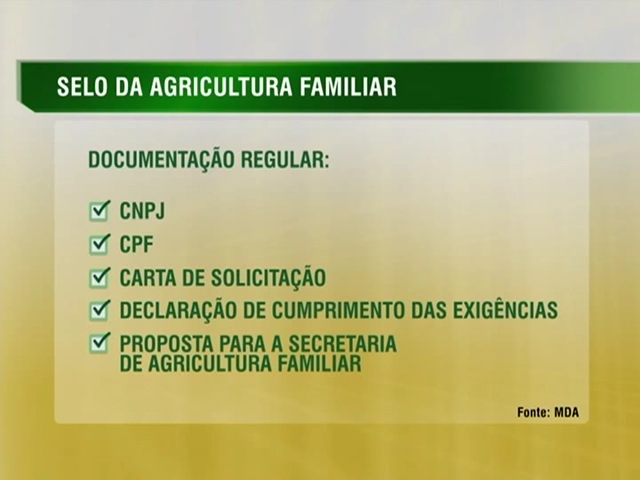 SELO DA AGRICULTURA FAMILIAR
DOCUMENTAÇÃO REGULAR:
CNPJ
CPF
CARTA DE SOLICITAÇÃO
DECLARAÇÃO DE CUMPRIMENTO DAS EXIGÊNCIAS
PROPOSTA PARA A SECRETARIA
DE AGRICULTURA FAMILIAR
Fonte: MDA